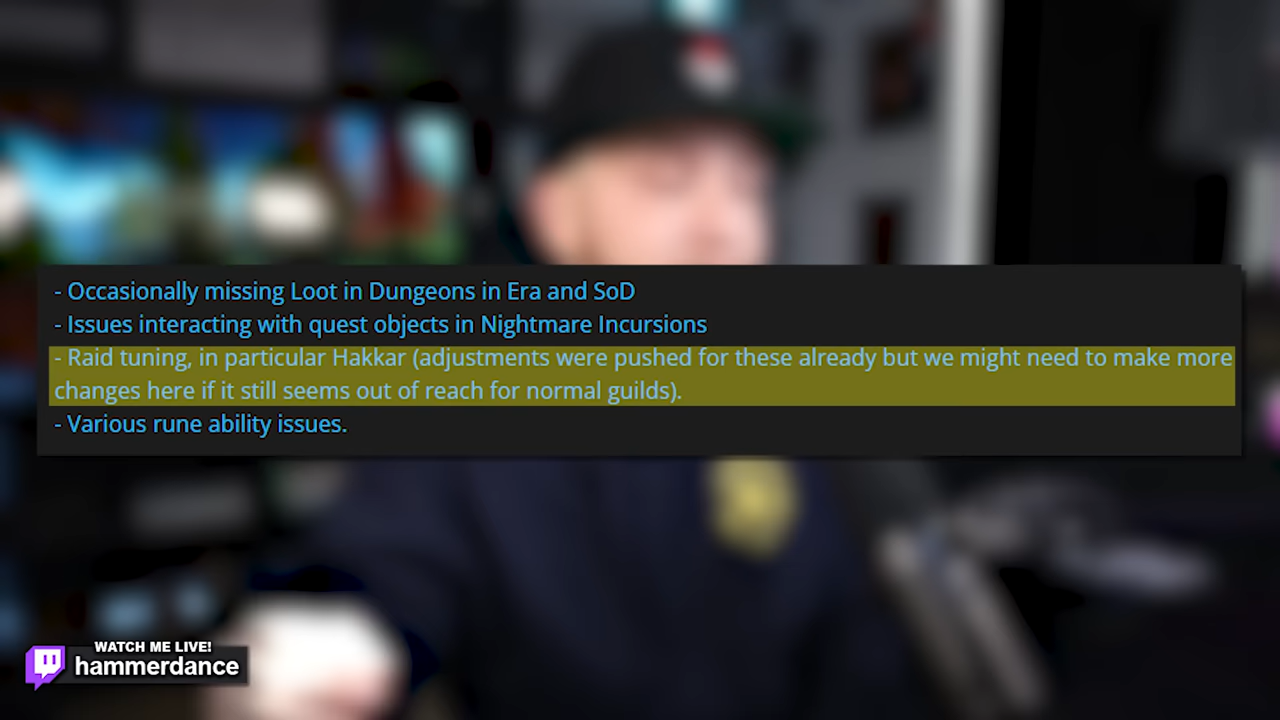 - Occasionally missing Loot in Dungeons in Era and SoD
- Issues interacting with quest objects in Nightmare Incursions
- Raid tuning, in particular Hakkar (adjustments were pushed for these already but we might need to make more
changes here if it still seems out of reach for normal guilds).
- Various rune ability issues.
WATCH ME LIVE!
hammerdance